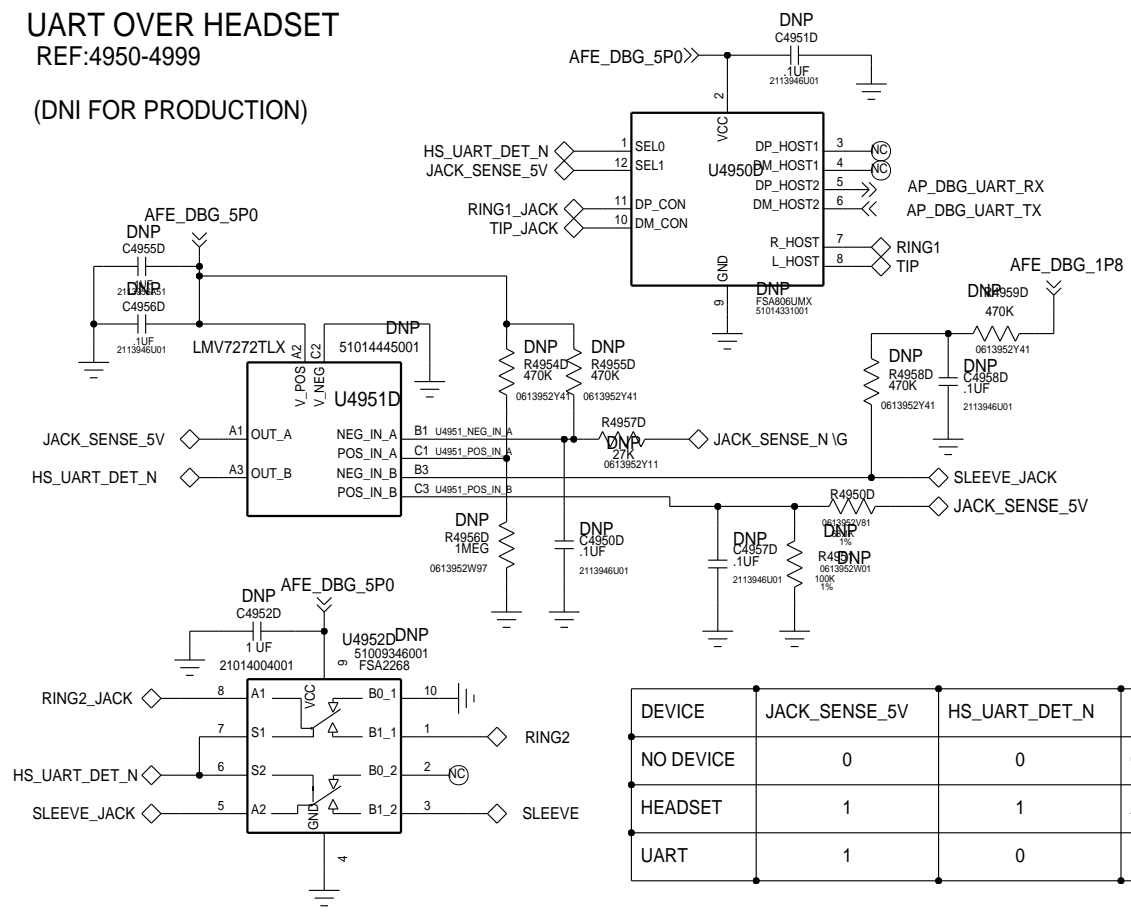 UART OVER HEADSET
REF:4950-4999
(DNI FOR PRODUCTION)
DNP
C4951D
AFE_DBG_5P0
.1UF
2113946U01
2
VCC
HS_UART_DET_N
1
SEL0
DP_HOST1
3
NC
JACK_SENSE_5V
12
SEL1
U4950D
DM_HOST1
4
NC
DP_HOST2
5
AP_DBG_UART_RX
RING1_JACK
11
DP_CON
DM_HOST2
6
AP_DBG_UART_TX
TIP_JACK
10
DM_CON
R_HOST
7
RING1
L_HOST
8
TIP
GND
9
DNP
FSA806UMX
51014331001
AFE_DBG_5P0
DNP
C4955D
DNP
C4956D
.1UF
2113946U01
LMV7272TLX
A2
C2
DNP
51014445001
V_POS
V_NEG
U4951D
JACK_SENSE_5V
A1
OUT_A
HS_UART_DET_N
A3
OUT_B
NEG_IN_A
B1
U4951_NEG_IN_A
POS_IN_A
C1
U4951_POS_IN_A
NEG_IN_B
B3
POS_IN_B
C3
U4951_POS_IN_B
DNP
R4954D
470K
0613952Y41
DNP
R4955D
470K
0613952Y41
R4957D
DNP
27K
0613952Y11
JACK_SENSE_N \G
AFE_DBG_1P8
DNP
R4959D
470K
0613952Y41
DNP
R4958D
470K
0613952Y41
DNP
C4958D
.1UF
2113946U01
SLEEVE_JACK
R4950D
JACK_SENSE_5V
0613952V81
DNP
1%
DNP
R4956D
1MEG
0613952W97
DNP
C4950D
.1UF
2113946U01
DNP
C4957D
.1UF
2113946U01
DNP
0613952W01
100K
1%
DNP
C4952D
AFE_DBG_5P0
1 UF
21014004001
U4952D
DNP
51009346001
FSA2268
9
VCC
RING2_JACK
8
A1
B0_1
10
7
S1
B1_1
1
RING2
HS_UART_DET_N
6
S2
B0_2
2
NC
SLEEVE_JACK
5
A2
B1_2
3
SLEEVE
GND
4
DEVICE JACK_SENSE_5V HS_UART_DET_N
NO DEVICE 0 0
HEADSET 1 1
UART 1 0